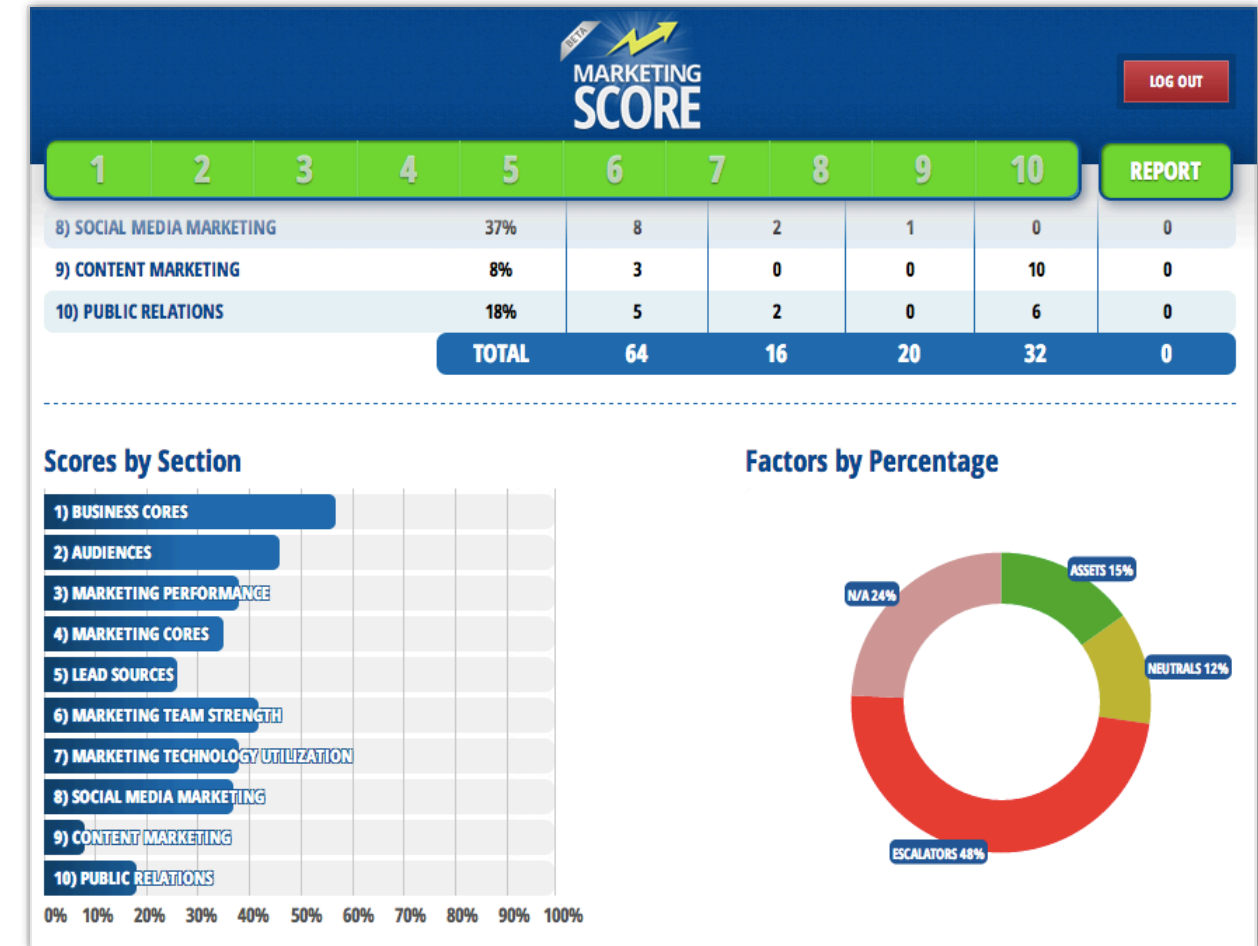 BETA
MARKETING
SCORE
LOG OUT
1 2 3 4 5 6 7 8 9 10 REPORT
8) SOCIAL MEDIA MARKETING 37% 8 2 1 0 0
9) CONTENT MARKETING 8% 3 0 0 10 0
10) PUBLIC RELATIONS 18% 5 2 0 6 0
TOTAL 64 16 20 32 0
Scores by Section
1) BUSINESS CORES
2) AUDIENCES
3) MARKETING PERFORMANCE
4) MARKETING CORES
5) LEAD SOURCES
6) MARKETING TEAM STRENGTH
7) MARKETING TECHNOLOGY UTILIZATION
8) SOCIAL MEDIA MARKETING
9) CONTENT MARKETING
10) PUBLIC RELATIONS
0% 10% 20% 30% 40% 50% 60% 70% 80% 90% 100%
Factors by Percentage
ASSETS 15%
N/A 24%
NEUTRALS 12%
ESCALATORS 48%